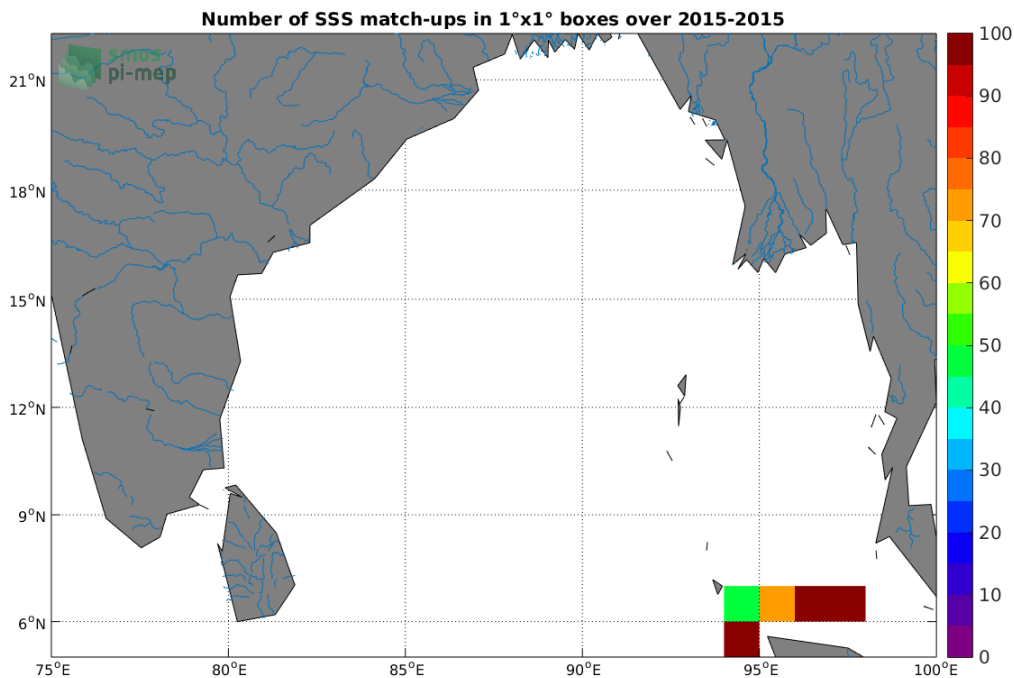 Number of SSS match-ups in 1°x1° boxes over 2015-2015
smos
pi-mep
21°N
18°N
15°N
12°N
9°N
6°N
75°E 80°E 85°E 90°E 95°E 100°E
100
90
80
70
60
50
40
30
20
10
0